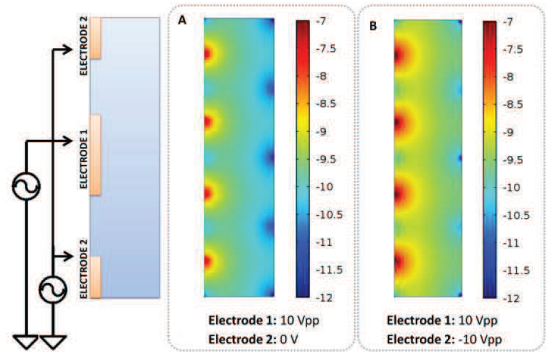 ELECTRODE 2
ELECTRODE 1
ELECTRODE 2
A
-7
-7.5
-8
-8.5
-9
-9.5
-10
-10.5
-11
-11.5
-12
Electrode 1: 10 Vpp
Electrode 2: 0 V
B
-7
-7.5
-8
-8.5
-9
-9.5
-10
-10.5
-11
-11.5
-12
Electrode 1: 10 Vpp
Electrode 2: -10 Vpp